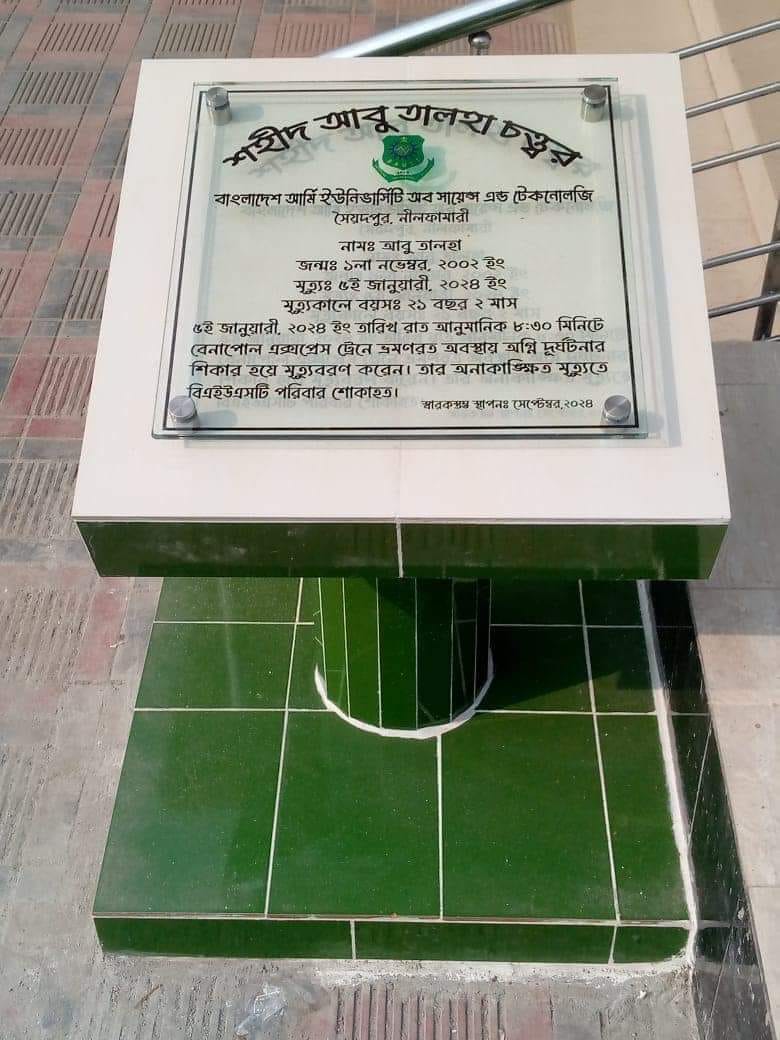 শহীদ আবু তালহা চত্ত্বর
বাংলাদেশ আর্মি ইউনিভার্সিটি অব সায়েন্স এন্ড টেকনোলজি
সৈয়দপুর, নীলফামারী
নামঃ আবু তালহা
জন্মঃ ১লা নভেম্বর, ২০০২ ইং
মৃত্যুঃ ৫ই জানুয়ারী, ২০২৪ ইং
মৃত্যুকালে বয়সঃ ২১ বছর ২ মাস
৫ই জানুয়ারী, ২০২৪ ইং তারিখ রাত আনুমানিক ৮:৩০ মিনিটে
বেনাপোল এক্সপ্রেস ট্রেনে ভ্রমণরত অবস্থায় অগ্নি দূর্ঘটনার
শিকার হয়ে মৃত্যুবরণ করেন। তার অনাকাঙ্ক্ষিত মৃত্যুতে
বিএইউএসটি পরিবার শোকাহত।
স্মারকস্তম্ভ স্থাপনঃ সেপ্টেম্বর,২০২৪